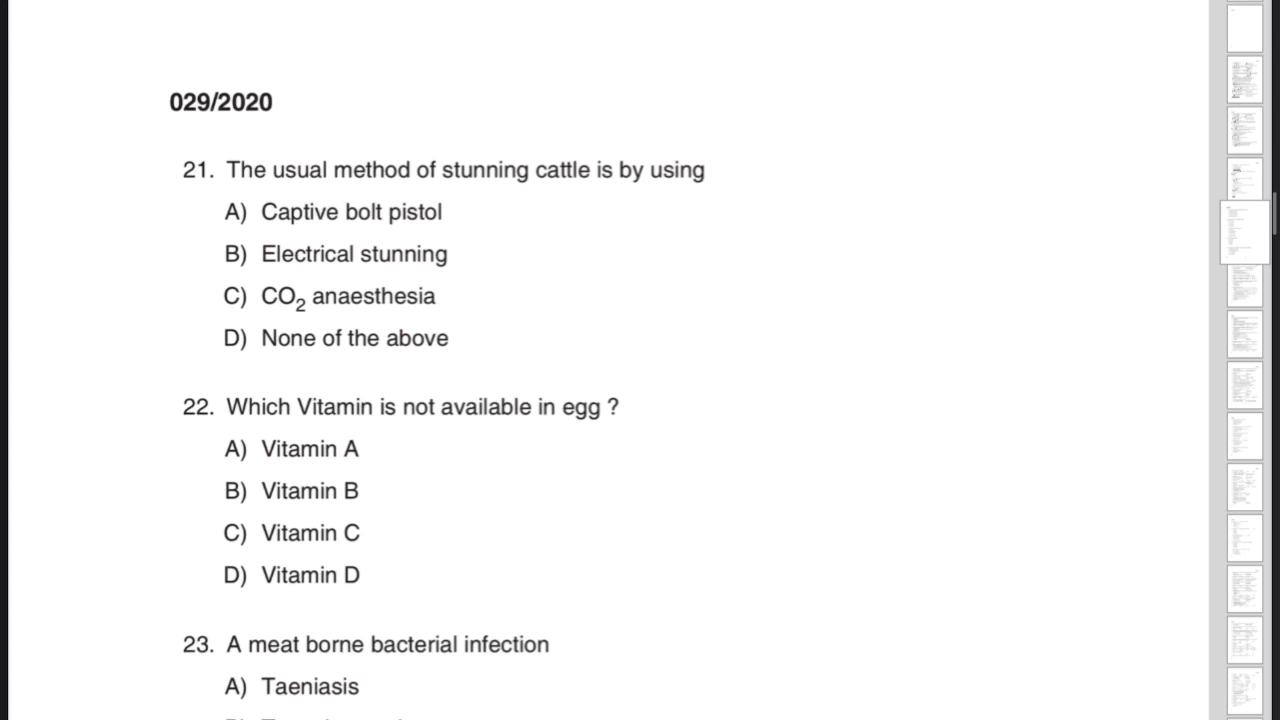 029/2020
21. The usual method of stunning cattle is by using
A) Captive bolt pistol
B) Electrical stunning
C) CO₂ anaesthesia
D) None of the above
22. Which Vitamin is not available in egg ?
A) Vitamin A
B) Vitamin B
C) Vitamin C
D) Vitamin D
23. A meat borne bacterial infection
A) Taeniasis